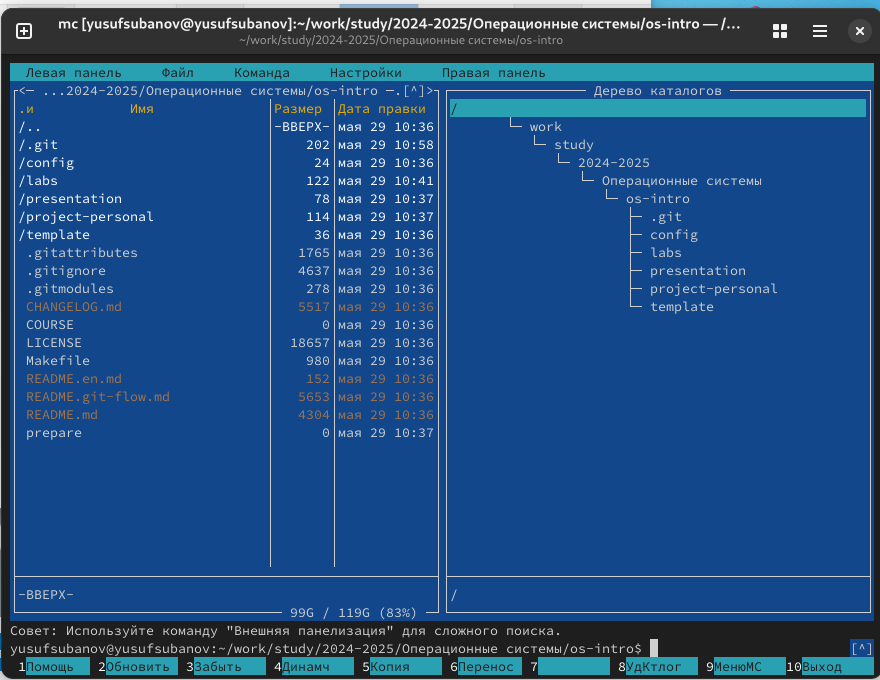 mc [yusufsubanov@yusufsubanov]:~/work/study/2024-2025/Операционные системы/os-intro — /...
~/work/study/2024-2025/Операционные системы/os-intro
Левая панель Файл Команда Настройки Правая панель
<— ...2024-2025/Операционные системы/os-intro —.[^]>
.и Имя Размер Дата правки
/.. -ВВЕРХ- мая 29 10:36
/.git 202 мая 29 10:58
/config 24 мая 29 10:36
/labs 122 мая 29 10:41
/presentation 78 мая 29 10:37
/project-personal 114 мая 29 10:37
/template 36 мая 29 10:36
.gitattributes 1765 мая 29 10:36
.gitignore 4637 мая 29 10:36
.gitmodules 278 мая 29 10:36
CHANGELOG.md 5517 мая 29 10:36
COURSE 0 мая 29 10:36
LICENSE 18657 мая 29 10:36
Makefile 980 мая 29 10:36
README.en.md 152 мая 29 10:36
README.git-flow.md 5653 мая 29 10:36
README.md 4304 мая 29 10:36
prepare 0 мая 29 10:37
-ВВЕРХ-
99G / 119G (83%)
Дерево каталогов
/
work
study
2024-2025
Операционные системы
os-intro
.git
config
labs
presentation
project-personal
template
/
Совет: Используйте команду "Внешняя панелизация" для сложного поиска.
yusufsubanov@yusufsubanov:~/work/study/2024-2025/Операционные системы/os-intro$ [^]
1Помощь 2Обновить 3Забыть 4Динамч 5Копия 6Перенос 7 8УдКтлог 9МенюMC 10Выход